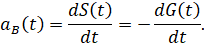 a_B(t) = dS(t)/dt = −dG(t)/dt.